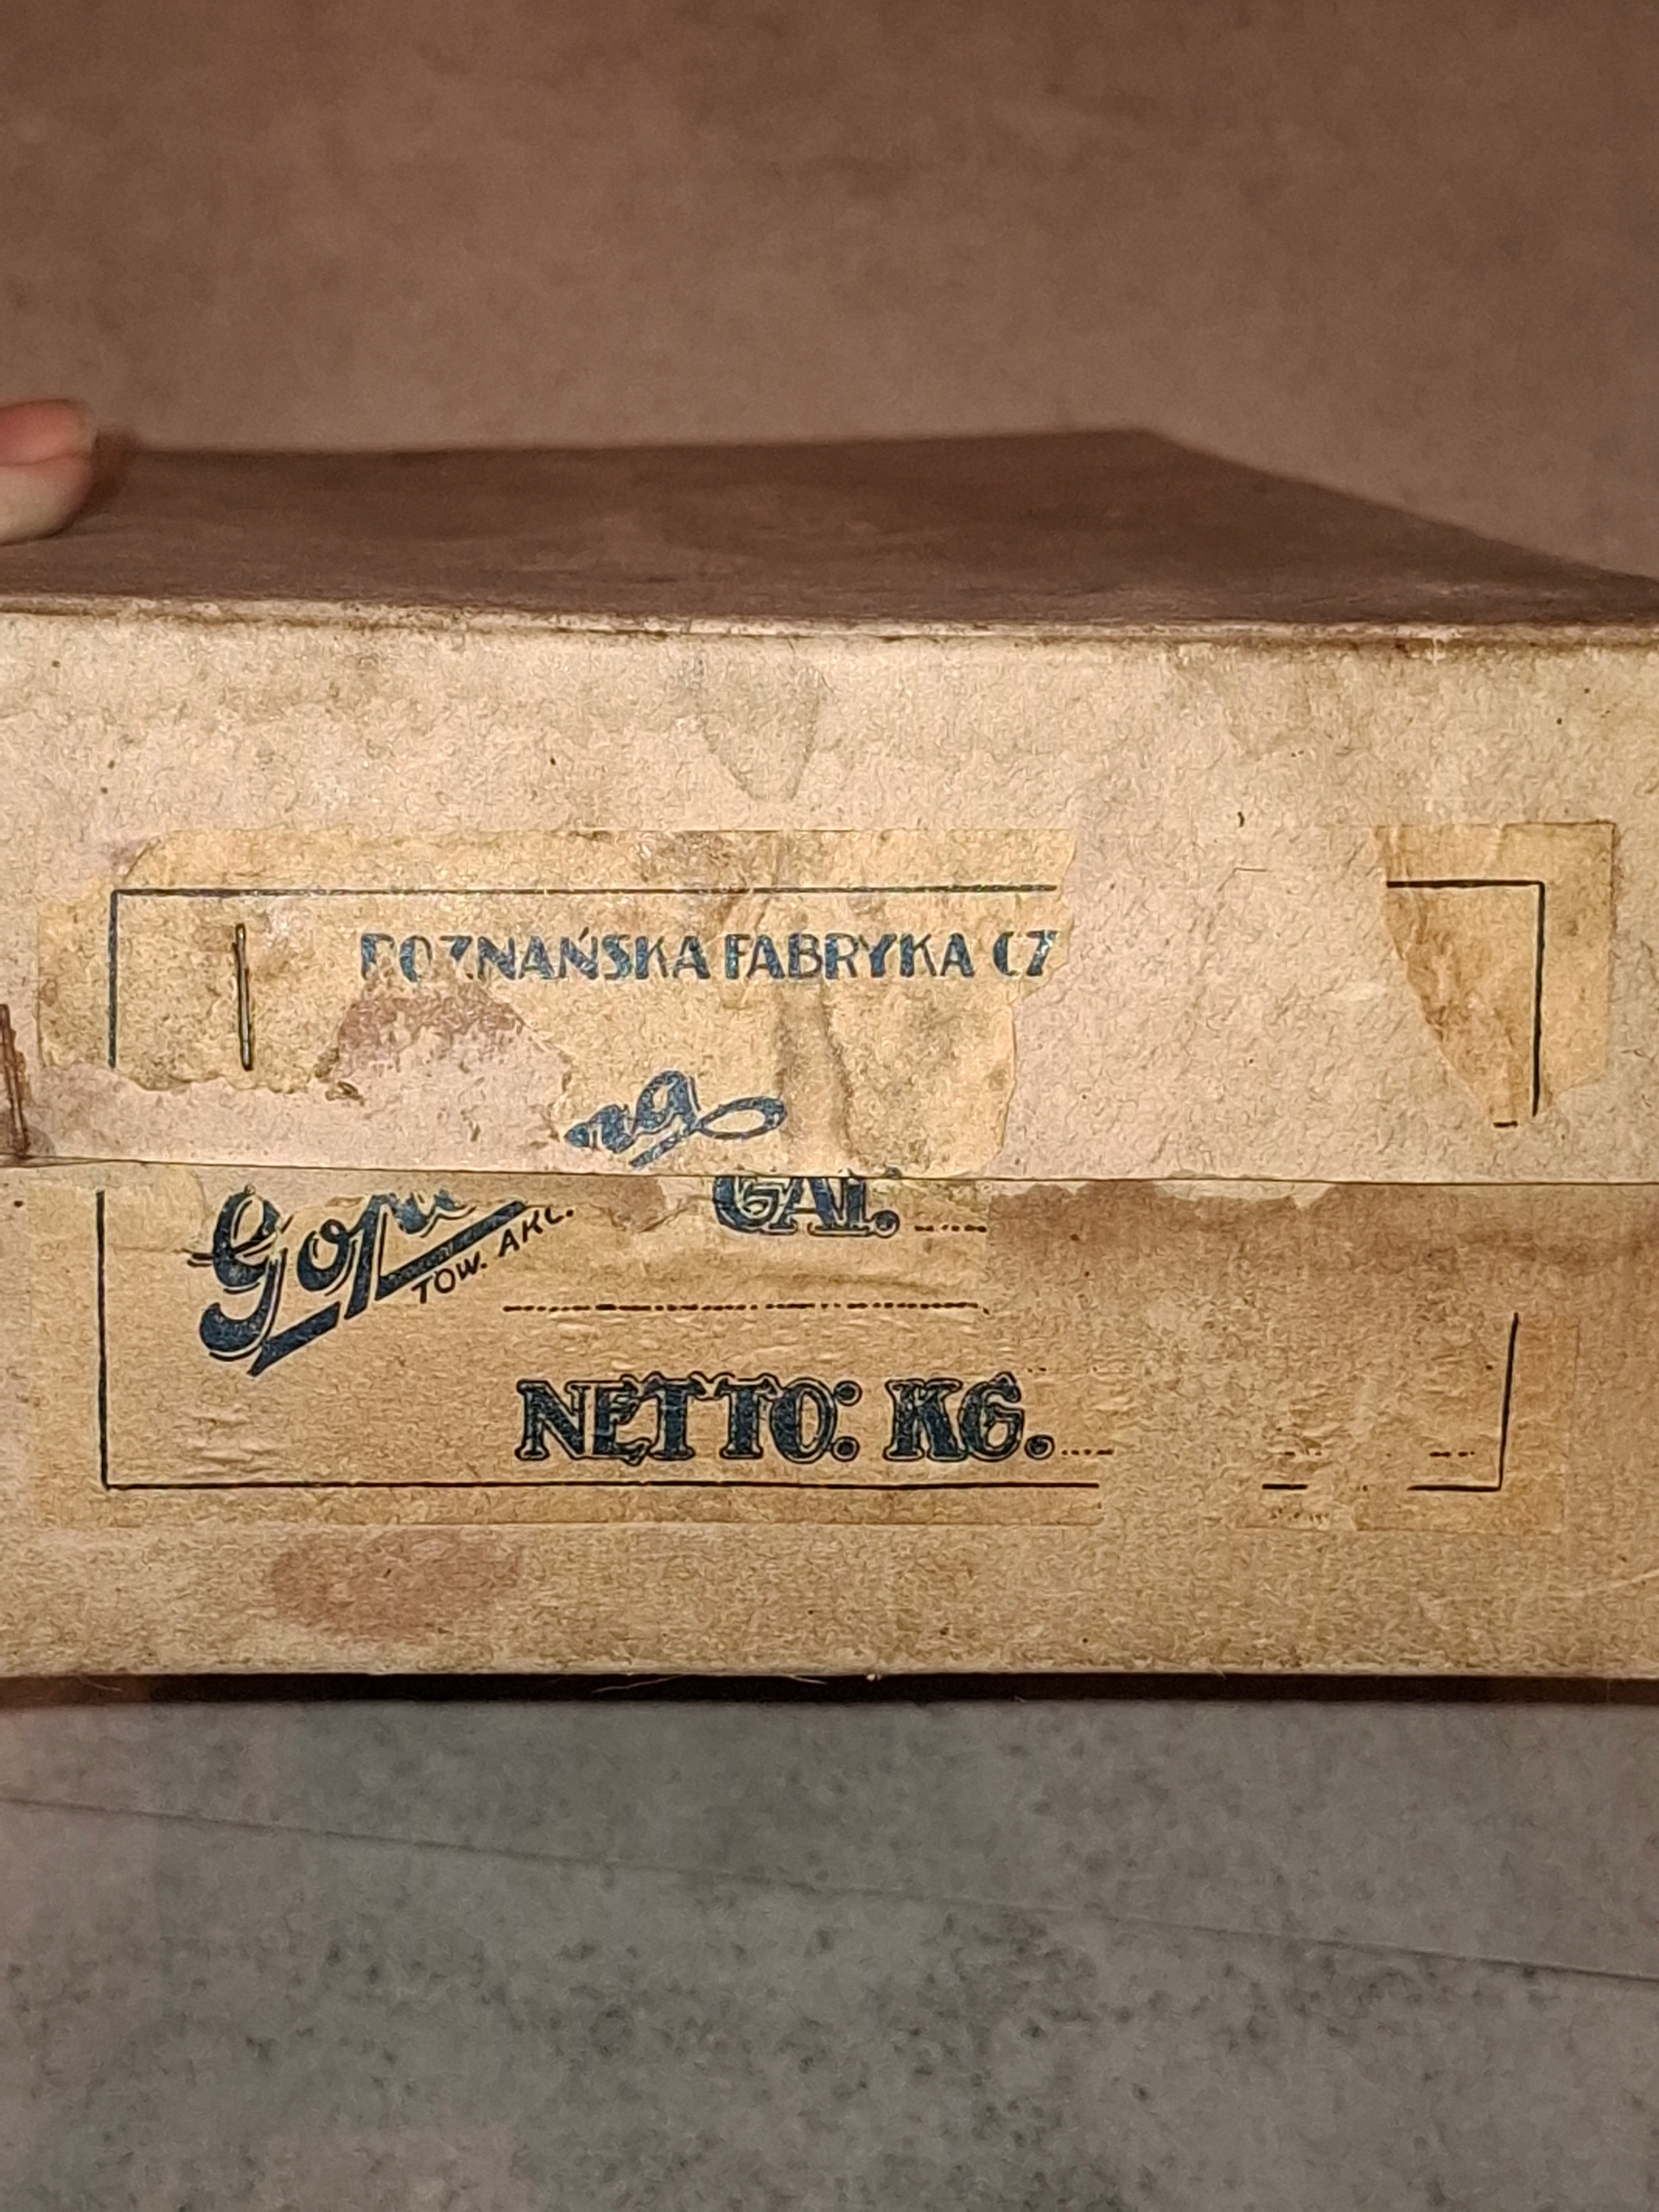 POZNAŃSKA FABRYKA CZ
GAT.
TOW. AKC.
NETTO: KG.